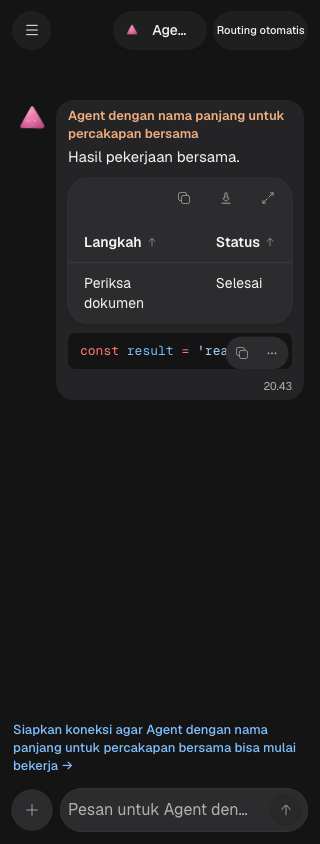 Age...
Routing otomatis
Agent dengan nama panjang untuk
percakapan bersama
Hasil pekerjaan bersama.
Langkah ↑ Status ↑
Periksa Selesai
dokumen
const result = 'rea
20.43
Siapkan koneksi agar Agent dengan nama
panjang untuk percakapan bersama bisa mulai
bekerja →
Pesan untuk Agent den...